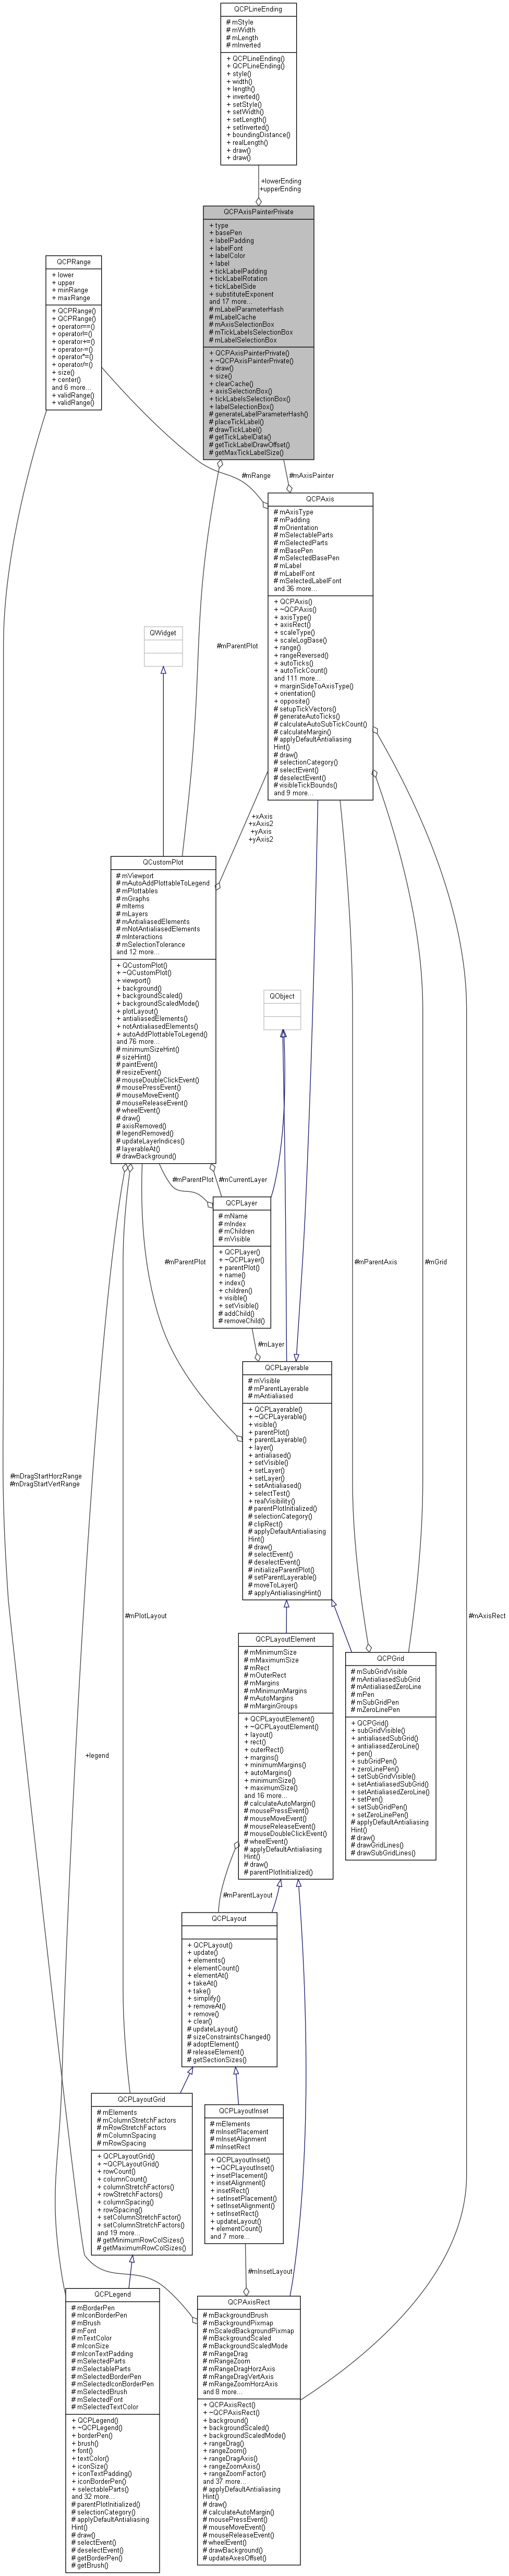 QCPLineEnding
# mStyle
# mWidth
# mLength
# mInverted
+ QCPLineEnding()
+ QCPLineEnding()
+ style()
+ width()
+ length()
+ inverted()
+ setStyle()
+ setWidth()
+ setLength()
+ setInverted()
+ boundingDistance()
+ realLength()
+ draw()
+ draw()
+lowerEnding
+upperEnding
QCPAxisPainterPrivate
+ type
+ basePen
+ labelPadding
+ labelFont
+ labelColor
+ label
+ tickLabelPadding
+ tickLabelRotation
+ tickLabelSide
+ substituteExponent
and 17 more...
# mLabelParameterHash
# mLabelCache
# mAxisSelectionBox
# mTickLabelsSelectionBox
# mLabelSelectionBox
+ QCPAxisPainterPrivate()
+ ~QCPAxisPainterPrivate()
+ draw()
+ size()
+ clearCache()
+ axisSelectionBox()
+ tickLabelsSelectionBox()
+ labelSelectionBox()
# generateLabelParameterHash()
# placeTickLabel()
# drawTickLabel()
# getTickLabelData()
# getTickLabelDrawOffset()
# getMaxTickLabelSize()
QCPRange
+ lower
+ upper
+ minRange
+ maxRange
+ QCPRange()
+ QCPRange()
+ operator==()
+ operator!=()
+ operator+=()
+ operator-=()
+ operator*=()
+ operator/=()
+ size()
+ center()
and 6 more...
+ validRange()
+ validRange()
#mRange
#mAxisPainter
QCPAxis
# mAxisType
# mPadding
# mOrientation
# mSelectableParts
# mSelectedParts
# mBasePen
# mSelectedBasePen
# mLabel
# mLabelFont
# mSelectedLabelFont
and 36 more...
+ QCPAxis()
+ ~QCPAxis()
+ axisType()
+ axisRect()
+ scaleType()
+ scaleLogBase()
+ range()
+ rangeReversed()
+ autoTicks()
+ autoTickCount()
and 111 more...
+ marginSideToAxisType()
+ orientation()
+ opposite()
# setupTickVectors()
# generateAutoTicks()
# calculateAutoSubTickCount()
# calculateMargin()
# applyDefaultAntialiasing
Hint()
# draw()
# selectionCategory()
# selectEvent()
# deselectEvent()
# visibleTickBounds()
and 9 more...
QWidget
#mParentPlot
+xAxis
+xAxis2
+yAxis
+yAxis2
QCustomPlot
# mViewport
# mAutoAddPlottableToLegend
# mPlottables
# mGraphs
# mItems
# mLayers
# mAntialiasedElements
# mNotAntialiasedElements
# mInteractions
# mSelectionTolerance
and 12 more...
+ QCustomPlot()
+ ~QCustomPlot()
+ viewport()
+ background()
+ backgroundScaled()
+ backgroundScaledMode()
+ plotLayout()
+ antialiasedElements()
+ notAntialiasedElements()
+ autoAddPlottableToLegend()
and 76 more...
# minimumSizeHint()
# sizeHint()
# paintEvent()
# resizeEvent()
# mouseDoubleClickEvent()
# mousePressEvent()
# mouseMoveEvent()
# mouseReleaseEvent()
# wheelEvent()
# draw()
# axisRemoved()
# legendRemoved()
# updateLayerIndices()
# layerableAt()
# drawBackground()
QObject
#mParentPlot
#mCurrentLayer
QCPLayer
# mName
# mIndex
# mChildren
# mVisible
+ QCPLayer()
+ ~QCPLayer()
+ parentPlot()
+ name()
+ index()
+ children()
+ visible()
+ setVisible()
# addChild()
# removeChild()
#mParentPlot
#mParentAxis
#mGrid
#mLayer
QCPLayerable
# mVisible
# mParentLayerable
# mAntialiased
+ QCPLayerable()
+ ~QCPLayerable()
+ visible()
+ parentPlot()
+ parentLayerable()
+ layer()
+ antialiased()
+ setVisible()
+ setLayer()
+ setLayer()
+ setAntialiased()
+ selectTest()
+ realVisibility()
# parentPlotInitialized()
# selectionCategory()
# clipRect()
# applyDefaultAntialiasing
Hint()
# draw()
# selectEvent()
# deselectEvent()
# initializeParentPlot()
# setParentLayerable()
# moveToLayer()
# applyAntialiasingHint()
#mDragStartHorzRange
#mDragStartVertRange
#mPlotLayout
#mAxisRect
+legend
QCPLayoutElement
# mMinimumSize
# mMaximumSize
# mRect
# mOuterRect
# mMargins
# mMinimumMargins
# mAutoMargins
# mMarginGroups
+ QCPLayoutElement()
+ ~QCPLayoutElement()
+ layout()
+ rect()
+ outerRect()
+ margins()
+ minimumMargins()
+ autoMargins()
+ minimumSize()
+ maximumSize()
and 16 more...
# calculateAutoMargin()
# mousePressEvent()
# mouseMoveEvent()
# mouseReleaseEvent()
# mouseDoubleClickEvent()
# wheelEvent()
# applyDefaultAntialiasing
Hint()
# draw()
# parentPlotInitialized()
QCPGrid
# mSubGridVisible
# mAntialiasedSubGrid
# mAntialiasedZeroLine
# mPen
# mSubGridPen
# mZeroLinePen
+ QCPGrid()
+ subGridVisible()
+ antialiasedSubGrid()
+ antialiasedZeroLine()
+ pen()
+ subGridPen()
+ zeroLinePen()
+ setSubGridVisible()
+ setAntialiasedSubGrid()
+ setAntialiasedZeroLine()
+ setPen()
+ setSubGridPen()
+ setZeroLinePen()
# applyDefaultAntialiasing
Hint()
# draw()
# drawGridLines()
# drawSubGridLines()
#mParentLayout
QCPLayout
+ QCPLayout()
+ update()
+ elements()
+ elementCount()
+ elementAt()
+ takeAt()
+ take()
+ simplify()
+ removeAt()
+ remove()
+ clear()
# updateLayout()
# sizeConstraintsChanged()
# adoptElement()
# releaseElement()
# getSectionSizes()
QCPLayoutGrid
# mElements
# mColumnStretchFactors
# mRowStretchFactors
# mColumnSpacing
# mRowSpacing
+ QCPLayoutGrid()
+ ~QCPLayoutGrid()
+ rowCount()
+ columnCount()
+ columnStretchFactors()
+ rowStretchFactors()
+ columnSpacing()
+ rowSpacing()
+ setColumnStretchFactor()
+ setColumnStretchFactors()
and 19 more...
# getMinimumRowColSizes()
# getMaximumRowColSizes()
QCPLayoutInset
# mElements
# mInsetPlacement
# mInsetAlignment
# mInsetRect
+ QCPLayoutInset()
+ ~QCPLayoutInset()
+ insetPlacement()
+ insetAlignment()
+ insetRect()
+ setInsetPlacement()
+ setInsetAlignment()
+ setInsetRect()
+ updateLayout()
+ elementCount()
and 7 more...
#mInsetLayout
QCPLegend
# mBorderPen
# mIconBorderPen
# mBrush
# mFont
# mTextColor
# mIconSize
# mIconTextPadding
# mSelectedParts
# mSelectableParts
# mSelectedBorderPen
# mSelectedIconBorderPen
# mSelectedBrush
# mSelectedFont
# mSelectedTextColor
+ QCPLegend()
+ ~QCPLegend()
+ borderPen()
+ brush()
+ font()
+ textColor()
+ iconSize()
+ iconTextPadding()
+ iconBorderPen()
+ selectableParts()
and 32 more...
# parentPlotInitialized()
# selectionCategory()
# applyDefaultAntialiasing
Hint()
# draw()
# selectEvent()
# deselectEvent()
# getBorderPen()
# getBrush()
QCPAxisRect
# mBackgroundBrush
# mBackgroundPixmap
# mScaledBackgroundPixmap
# mBackgroundScaled
# mBackgroundScaledMode
# mRangeDrag
# mRangeZoom
# mRangeDragHorzAxis
# mRangeDragVertAxis
# mRangeZoomHorzAxis
and 8 more...
+ QCPAxisRect()
+ ~QCPAxisRect()
+ background()
+ backgroundScaled()
+ backgroundScaledMode()
+ rangeDrag()
+ rangeZoom()
+ rangeDragAxis()
+ rangeZoomAxis()
+ rangeZoomFactor()
and 37 more...
# applyDefaultAntialiasing
Hint()
# draw()
# calculateAutoMargin()
# mousePressEvent()
# mouseMoveEvent()
# mouseReleaseEvent()
# wheelEvent()
# drawBackground()
# updateAxesOffset()